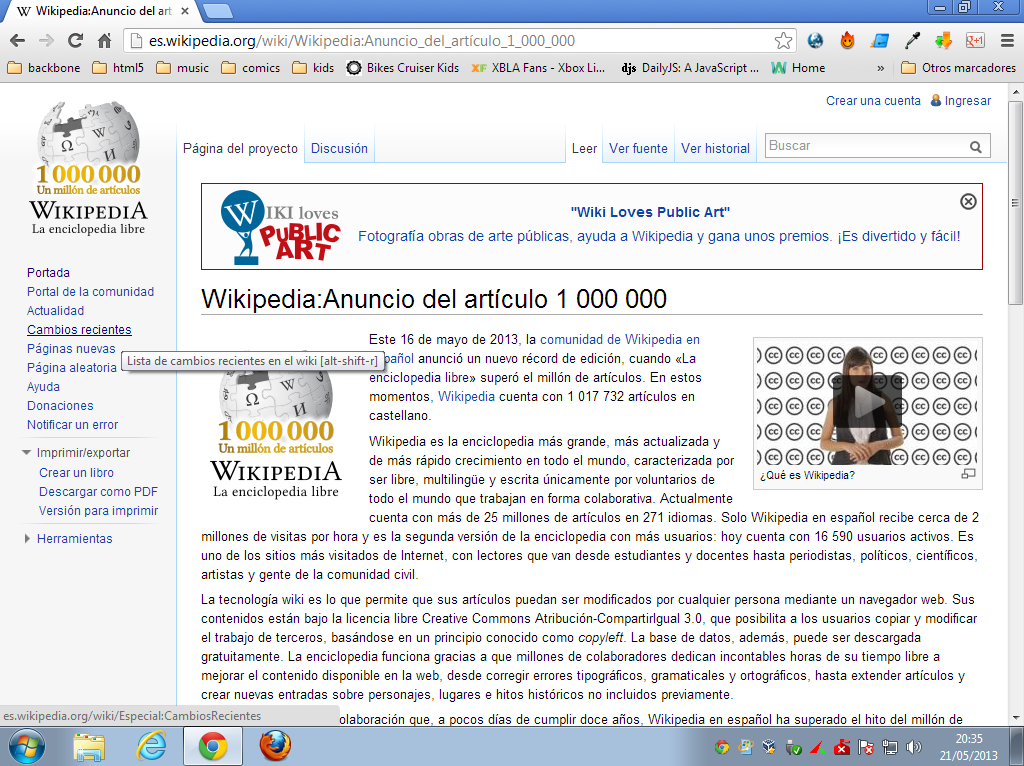 Wikipedia:Anuncio del art
es.wikipedia.org/wiki/Wikipedia:Anuncio_del_artículo_1_000_000
backbone html5 music comics kids Bikes Cruiser Kids XBLA Fans - Xbox Li... DailyJS: A JavaScript ... Home » Otros marcadores
Crear una cuenta Ingresar
1 000 000
Un millón de artículos
WIKIPEDIA
La enciclopedia libre
Página del proyecto Discusión Leer Ver fuente Ver historial Buscar
WIKI loves
PUBLIC
ART
"Wiki Loves Public Art"
Fotografía obras de arte públicas, ayuda a Wikipedia y gana unos premios. ¡Es divertido y fácil!
Portada
Portal de la comunidad
Actualidad
Cambios recientes
Páginas nuevas
Página aleatoria
Ayuda
Donaciones
Notificar un error
Imprimir/exportar
Crear un libro
Descargar como PDF
Versión para imprimir
Herramientas
Lista de cambios recientes en el wiki [alt-shift-r]
Wikipedia:Anuncio del artículo 1 000 000
1 000 000
Un millón de artículos
WIKIPEDIA
La enciclopedia libre
Este 16 de mayo de 2013, la comunidad de Wikipedia en
pañol anunció un nuevo récord de edición, cuando «La
enciclopedia libre» superó el millón de artículos. En estos
momentos, Wikipedia cuenta con 1 017 732 artículos en
castellano.
¿Qué es Wikipedia?
Wikipedia es la enciclopedia más grande, más actualizada y
de más rápido crecimiento en todo el mundo, caracterizada por
ser libre, multilingüe y escrita únicamente por voluntarios de
todo el mundo que trabajan en forma colaborativa. Actualmente
cuenta con más de 25 millones de artículos en 271 idiomas. Solo Wikipedia en español recibe cerca de 2
millones de visitas por hora y es la segunda versión de la enciclopedia con más usuarios: hoy cuenta con 16 590 usuarios activos. Es
uno de los sitios más visitados de Internet, con lectores que van desde estudiantes y docentes hasta periodistas, políticos, científicos,
artistas y gente de la comunidad civil.
La tecnología wiki es lo que permite que sus artículos puedan ser modificados por cualquier persona mediante un navegador web. Sus
contenidos están bajo la licencia libre Creative Commons Atribución-CompartirIgual 3.0, que posibilita a los usuarios copiar y modificar
el trabajo de terceros, basándose en un principio conocido como copyleft. La base de datos, además, puede ser descargada
gratuitamente. La enciclopedia funciona gracias a que millones de colaboradores dedican incontables horas de su tiempo libre a
mejorar el contenido disponible en la web, desde corregir errores tipográficos, gramaticales y ortográficos, hasta extender artículos y
crear nuevas entradas sobre personajes, lugares e hitos históricos no incluidos previamente.
olaboración que, a pocos días de cumplir doce años, Wikipedia en español ha superado el hito del millón de
es.wikipedia.org/wiki/Especial:CambiosRecientes
20:35
21/05/2013